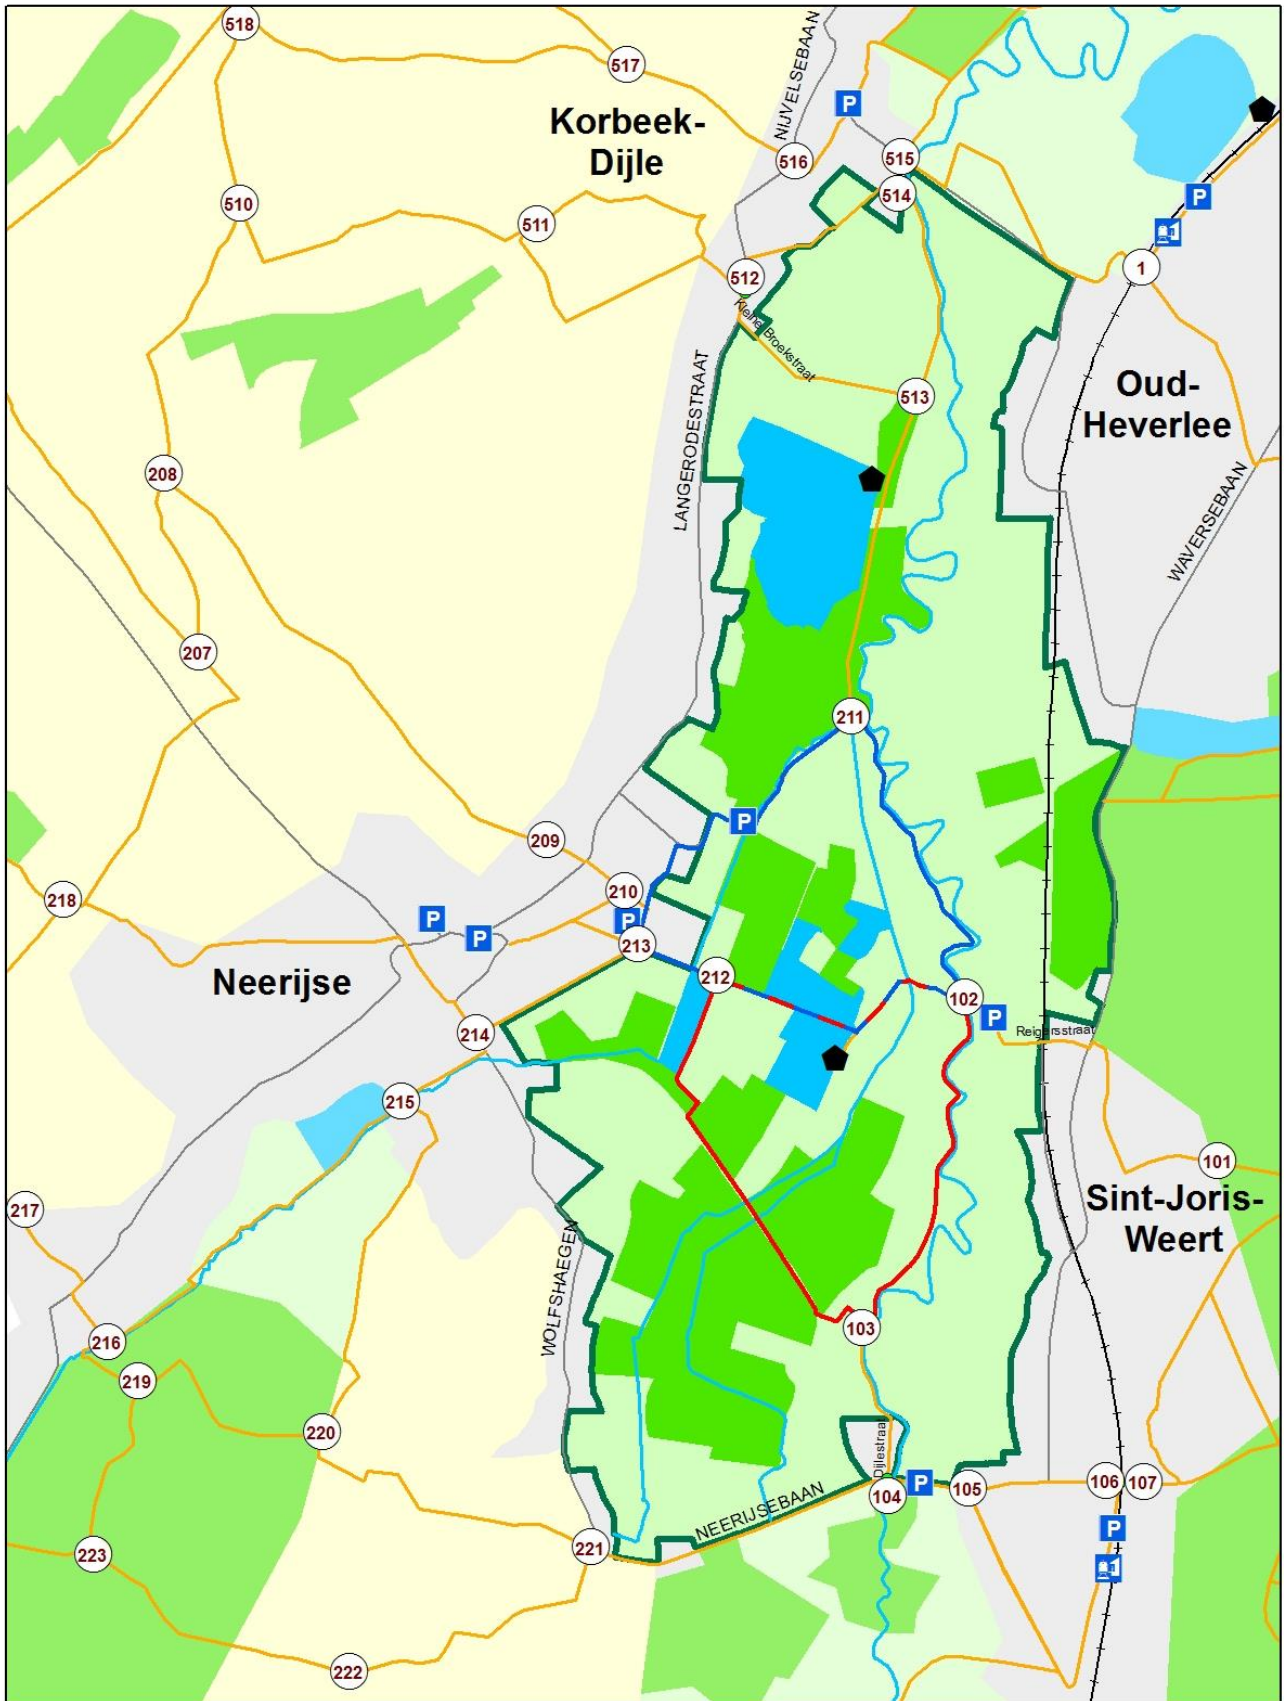 518
517
NIJVELSEBAAN
P
Korbeek-
Dijle
516
515
514
P
510
511
512
1
Kleine Broekstraat
LANGERODESTRAAT
513
Oud-
Heverlee
WAVERSEBAAN
208
207
211
P
209
210
218
P
P
P
213
Neerijse
212
102
P
Reigersstraat
214
215
101
217
Sint-Joris-
Weert
WOLFSHAEGEN
216
103
219
220
Dijlestraat
104
P
105
106
107
NEERIJSEBAAN
P
221
223
222